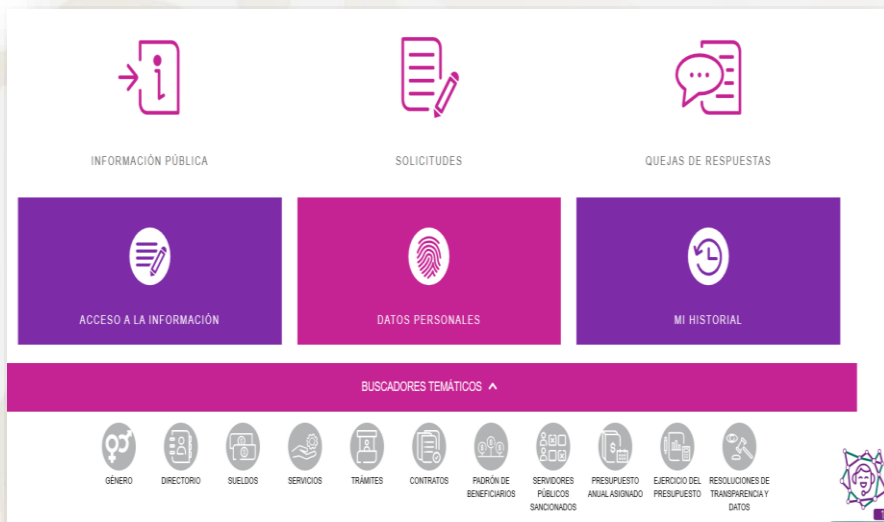 INFORMACIÓN PÚBLICA
SOLICITUDES
QUEJAS DE RESPUESTAS
ACCESO A LA INFORMACIÓN
DATOS PERSONALES
MI HISTORIAL
BUSCADORES TEMÁTICOS
GÉNERO
DIRECTORIO
SUELDOS
SERVICIOS
TRÁMITES
CONTRATOS
PADRÓN DE
BENEFICIARIOS
SERVIDORES
PÚBLICOS
SANCIONADOS
PRESUPUESTO
ANUAL ASIGNADO
EJERCICIO DEL
PRESUPUESTO
RESOLUCIONES DE
TRANSPARENCIA Y
DATOS